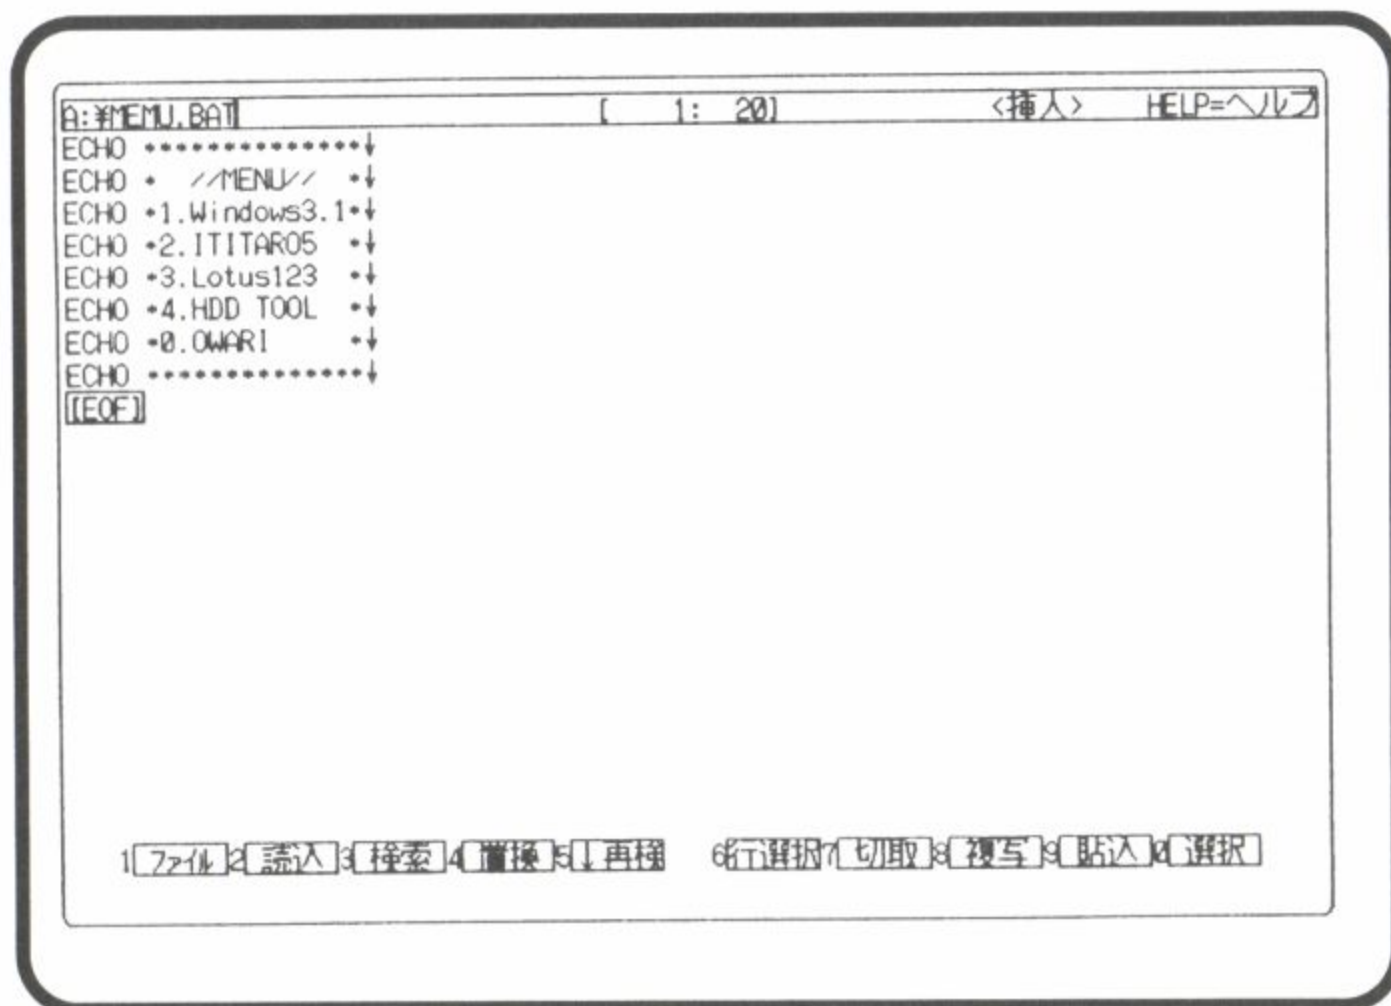 A:¥MEMU.BAT [ 1: 20] <挿入> HELP=ヘルプ
ECHO **************↓
ECHO *  //MENU//  *↓
ECHO *1.Windows3.1*↓
ECHO *2.ITITARO5  *↓
ECHO *3.Lotus123  *↓
ECHO *4.HDD TOOL  *↓
ECHO *0.OWARI     *↓
ECHO **************↓
[EOF]
1 ファイル 2 読込 3 検索 4 置換 5 ↓再検 6 行選択 7 切取 8 複写 9 貼込 0 選択